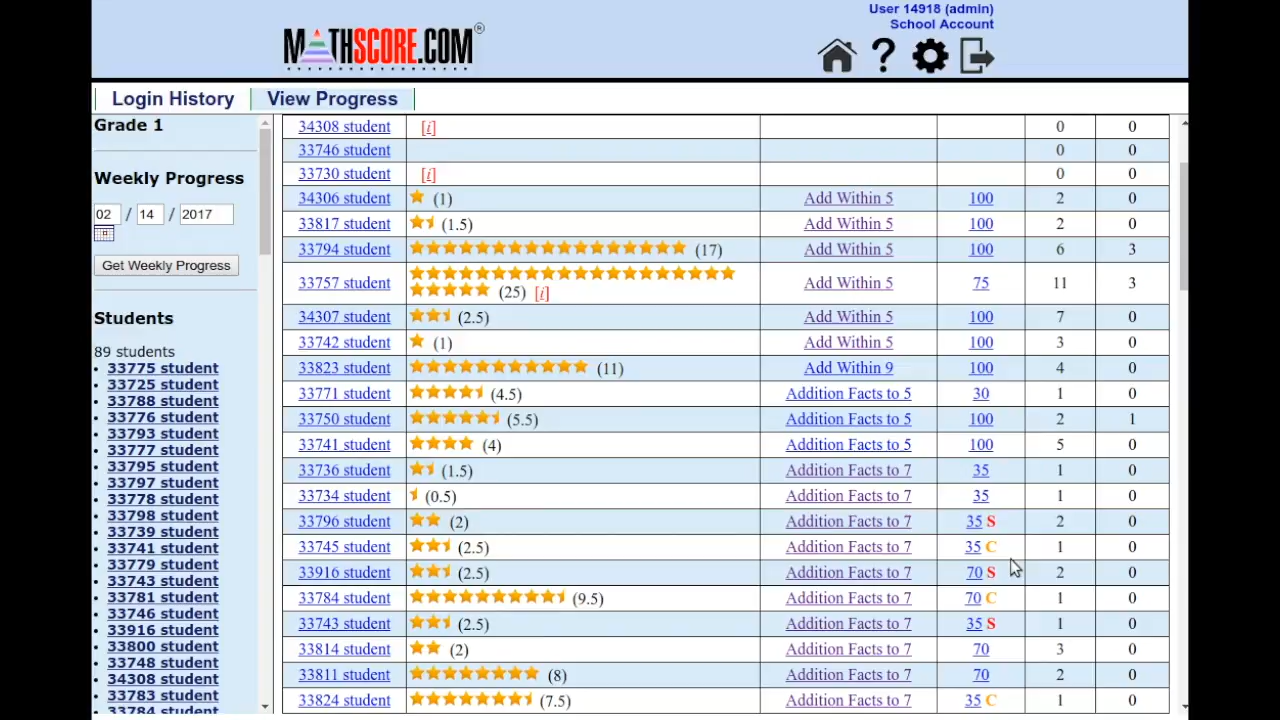 User 14918 (admin)
School Account
MATHSCORE.COM®
?
Login History
View Progress
Grade 1
Weekly Progress
02 / 14 / 2017
Get Weekly Progress
Students
89 students
33775 student
33725 student
33788 student
33776 student
33793 student
33777 student
33795 student
33797 student
33778 student
33798 student
33739 student
33741 student
33779 student
33743 student
33781 student
33746 student
33916 student
33800 student
33748 student
34308 student
33783 student
33784 student
34308 student [i] 0 0
33746 student 0 0
33730 student [i] 0 0
34306 student (1) Add Within 5 100 2 0
33817 student (1.5) Add Within 5 100 2 0
33794 student (17) Add Within 5 100 6 3
33757 student (25) [i] Add Within 5 75 11 3
34307 student (2.5) Add Within 5 100 7 0
33742 student (1) Add Within 5 100 3 0
33823 student (11) Add Within 9 100 4 0
33771 student (4.5) Addition Facts to 5 30 1 0
33750 student (5.5) Addition Facts to 5 100 2 1
33741 student (4) Addition Facts to 5 100 5 0
33736 student (1.5) Addition Facts to 7 35 1 0
33734 student (0.5) Addition Facts to 7 35 1 0
33796 student (2) Addition Facts to 7 35 S 2 0
33745 student (2.5) Addition Facts to 7 35 C 1 0
33916 student (2.5) Addition Facts to 7 70 S 2 0
33784 student (9.5) Addition Facts to 7 70 C 1 0
33743 student (2.5) Addition Facts to 7 35 S 1 0
33814 student (2) Addition Facts to 7 70 3 0
33811 student (8) Addition Facts to 7 70 2 0
33824 student (7.5) Addition Facts to 7 35 C 1 0